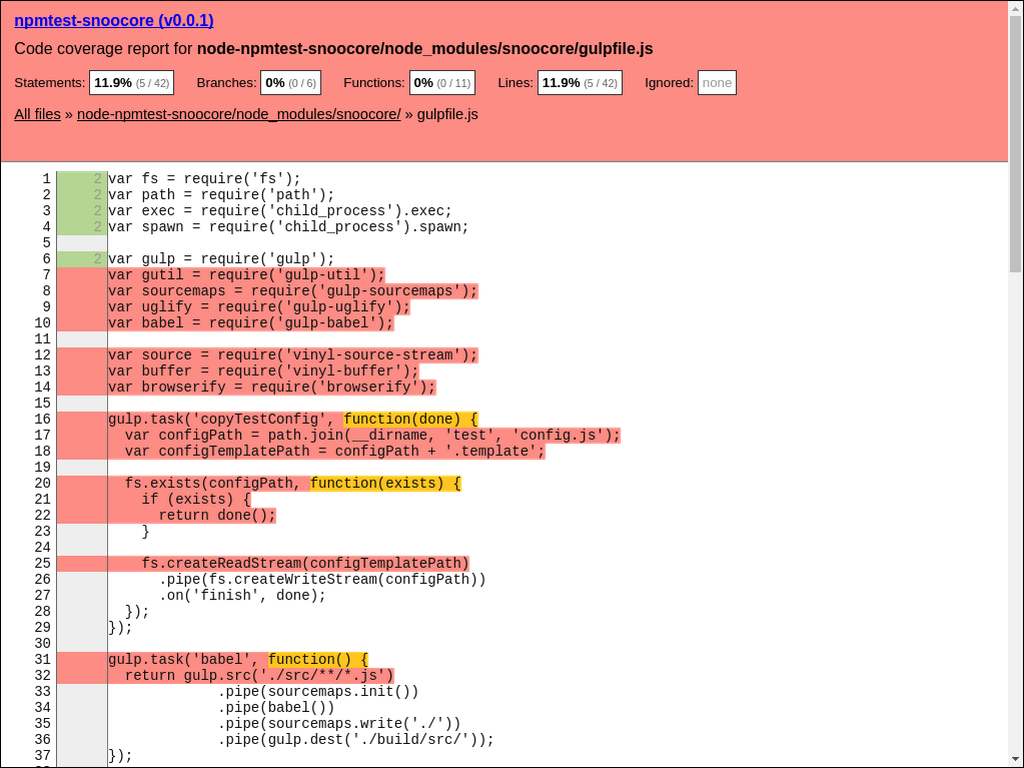 npmtest-snoocore (v0.0.1)
Code coverage report for node-npmtest-snoocore/node_modules/snoocore/gulpfile.js
Statements: 11.9% (5 / 42) Branches: 0% (0 / 6) Functions: 0% (0 / 11) Lines: 11.9% (5 / 42) Ignored: none
All files » node-npmtest-snoocore/node_modules/snoocore/ » gulpfile.js
1 2 var fs = require('fs');
2 2 var path = require('path');
3 2 var exec = require('child_process').exec;
4 2 var spawn = require('child_process').spawn;
5
6 2 var gulp = require('gulp');
7 var gutil = require('gulp-util');
8 var sourcemaps = require('gulp-sourcemaps');
9 var uglify = require('gulp-uglify');
10 var babel = require('gulp-babel');
11
12 var source = require('vinyl-source-stream');
13 var buffer = require('vinyl-buffer');
14 var browserify = require('browserify');
15
16 gulp.task('copyTestConfig', function(done) {
17   var configPath = path.join(__dirname, 'test', 'config.js');
18   var configTemplatePath = configPath + '.template';
19
20   fs.exists(configPath, function(exists) {
21     if (exists) {
22       return done();
23     }
24
25     fs.createReadStream(configTemplatePath)
26       .pipe(fs.createWriteStream(configPath))
27       .on('finish', done);
28   });
29 });
30
31 gulp.task('babel', function() {
32   return gulp.src('./src/**/*.js')
33              .pipe(sourcemaps.init())
34              .pipe(babel())
35              .pipe(sourcemaps.write('./'))
36              .pipe(gulp.dest('./build/src/'));
37 });